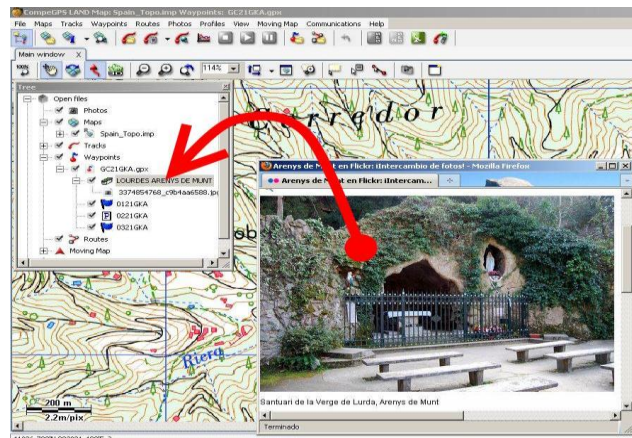 CompeGPS LAND Map: Spain_Topo.imp Waypoints: GC21GKA.gpx
File Maps Tracks Waypoints Routes Photos Profiles View Moving Map Communications Help
Main window X
100%
114%
Tree
Open files
Photos
Maps
Spain_Topo.imp
Tracks
Waypoints
GC21GKA.gpx
LOURDES ARENYS DE MUNT
3374854768_c9b4aa6588.jpg
0121GKA
P 0221GKA
0321GKA
Routes
Moving Map
Corredor
Arenys de Munt en Flickr: ¡Intercambio de fotos! - Mozilla Firefox
Arenys de Munt en Flickr: ¡Intercam...
Santuari de la Verge de Lurda, Arenys de Munt
Terminado
Riera
200 m
2.2m/pix